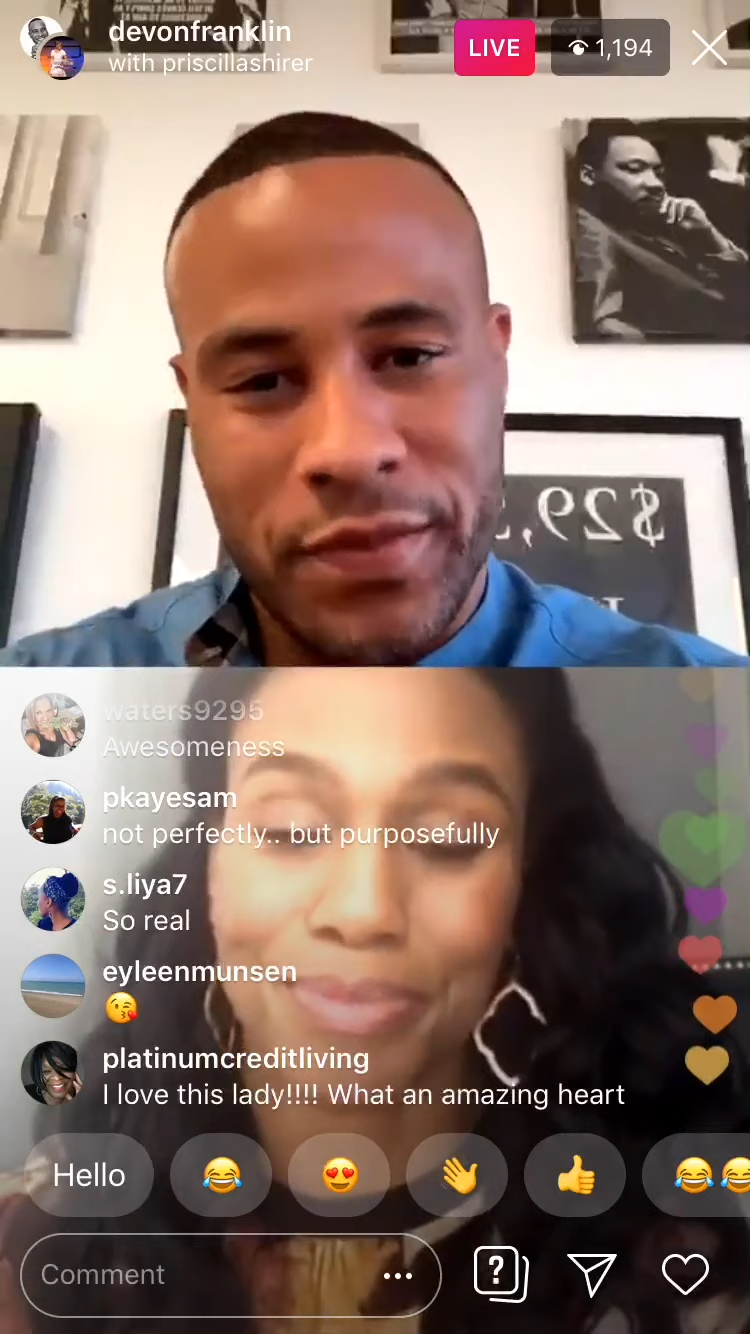 devonfranklin
with priscillashirer
LIVE
1,194
$29,
waters9295
Awesomeness
pkayesam
not perfectly.. but purposefully
s.liya7
So real
eyleenmunsen
😘
platinumcreditliving
I love this lady!!!! What an amazing heart
Hello 😂 😍 👋 👍 😂😂
Comment